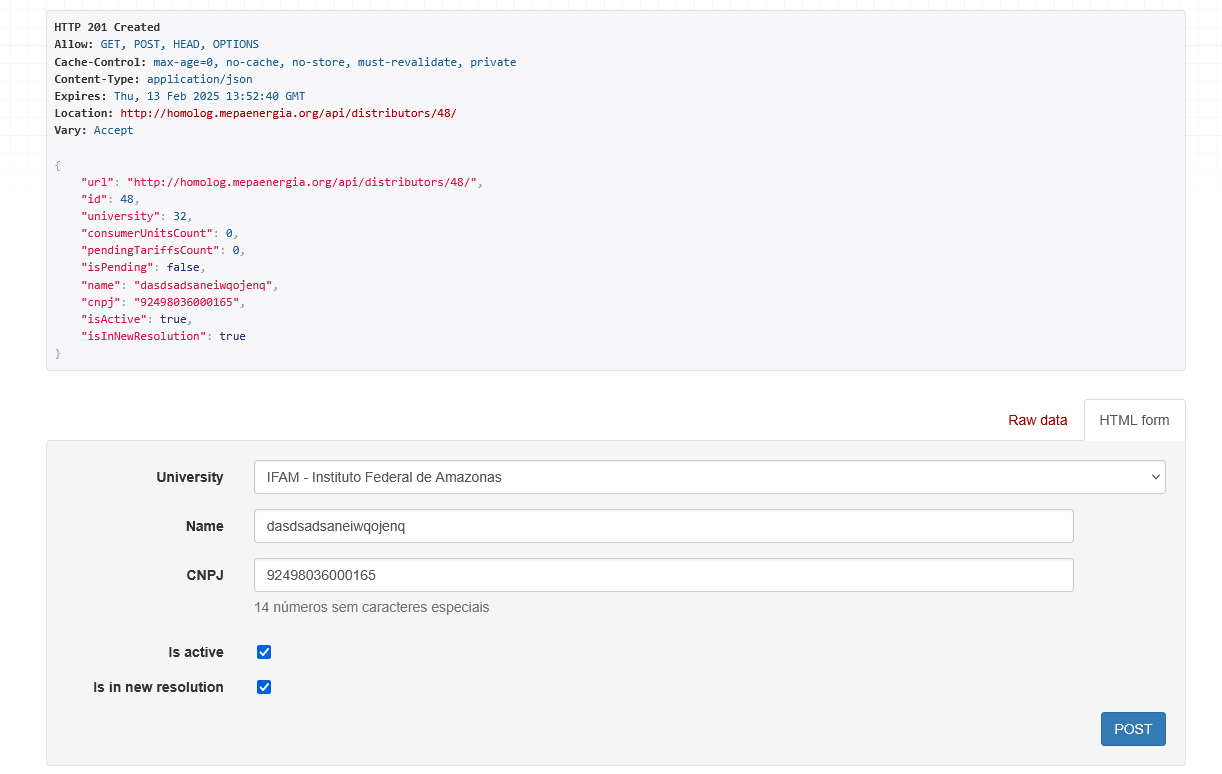 HTTP 201 Created
Allow: GET, POST, HEAD, OPTIONS
Cache-Control: max-age=0, no-cache, no-store, must-revalidate, private
Content-Type: application/json
Expires: Thu, 13 Feb 2025 13:52:40 GMT
Location: http://homolog.mepaenergia.org/api/distributors/48/
Vary: Accept
{
    "url": "http://homolog.mepaenergia.org/api/distributors/48/",
    "id": 48,
    "university": 32,
    "consumerUnitsCount": 0,
    "pendingTariffsCount": 0,
    "isPending": false,
    "name": "dasdsadsaneiwqojenq",
    "cnpj": "92498036000165",
    "isActive": true,
    "isInNewResolution": true
}
Raw data HTML form
University IFAM - Instituto Federal de Amazonas
Name dasdsadsaneiwqojenq
CNPJ 92498036000165
14 números sem caracteres especiais
Is active
Is in new resolution
POST